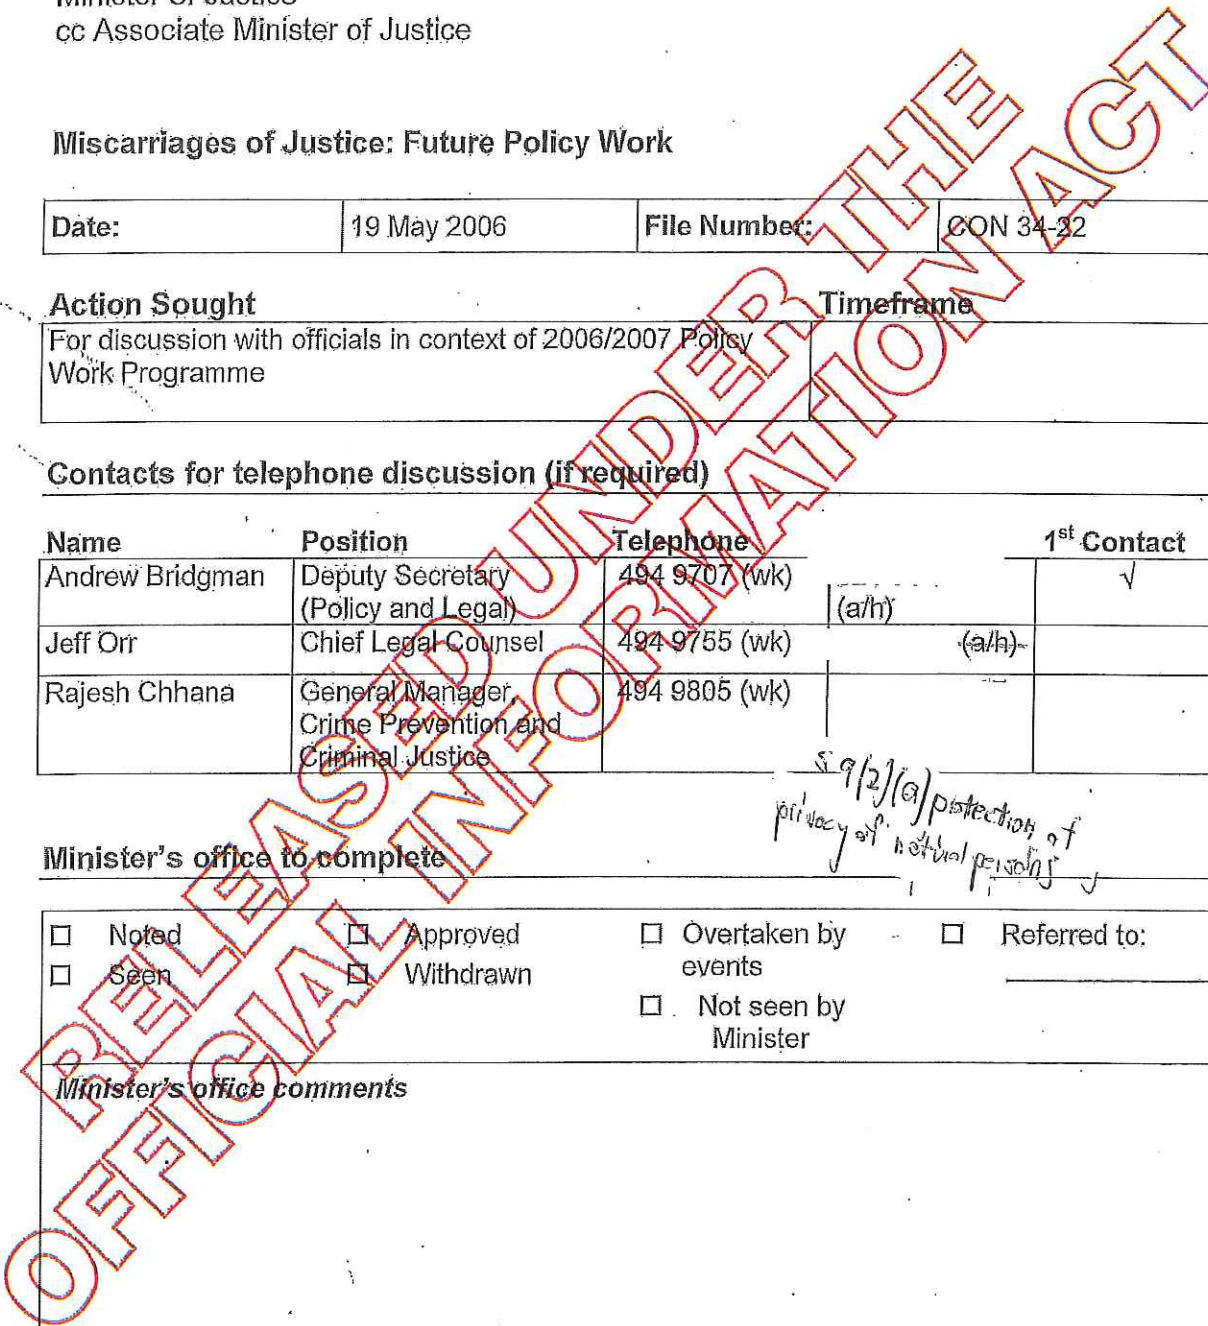 Minister of Justice
cc Associate Minister of Justice
Miscarriages of Justice: Future Policy Work
Date: 19 May 2006 File Number: CON 34-22
Action Sought Timeframe
For discussion with officials in context of 2006/2007 Policy
Work Programme
Contacts for telephone discussion (if required)
Name Position Telephone 1st Contact
Andrew Bridgman Deputy Secretary 494 9707 (wk) √
(Policy and Legal) (a/h)
Jeff Orr Chief Legal Counsel 494 9755 (wk) (a/h)
Rajesh Chhana General Manager, 494 9805 (wk)
Crime Prevention and
Criminal Justice
s 9(2)(a) protection of
privacy of natural persons
Minister's office to complete
☐ Noted ☐ Approved ☐ Overtaken by ☐ Referred to:
events
☐ Seen ☐ Withdrawn
☐ Not seen by
Minister
Minister's office comments
RELEASED UNDER THE
OFFICIAL INFORMATION ACT